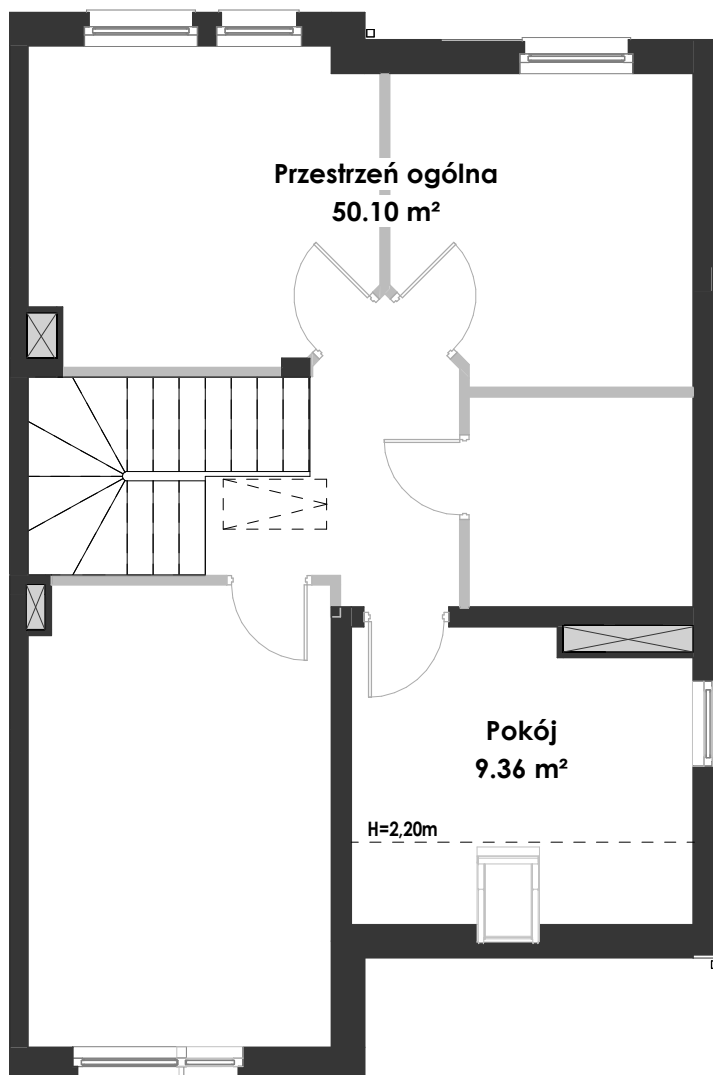 Przestrzeń ogólna
50.10 m²
Pokój
9.36 m²
H=2,20m